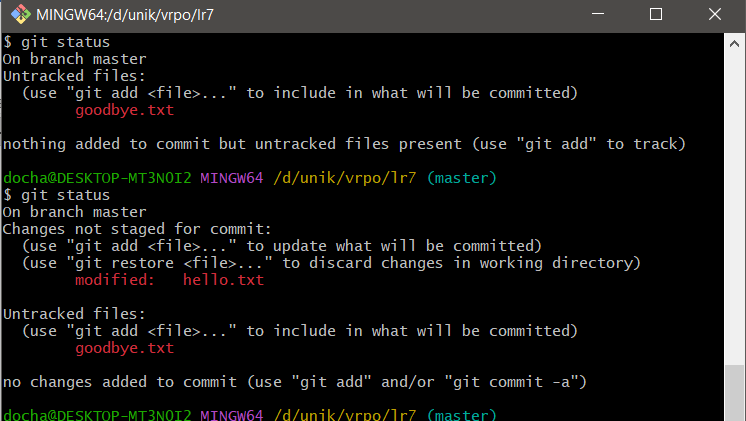 MINGW64:/d/unik/vrpo/lr7
$ git status
On branch master
Untracked files:
  (use "git add <file>..." to include in what will be committed)
        goodbye.txt

nothing added to commit but untracked files present (use "git add" to track)

docha@DESKTOP-MT3N0I2 MINGW64 /d/unik/vrpo/lr7 (master)
$ git status
On branch master
Changes not staged for commit:
  (use "git add <file>..." to update what will be committed)
  (use "git restore <file>..." to discard changes in working directory)
        modified:   hello.txt

Untracked files:
  (use "git add <file>..." to include in what will be committed)
        goodbye.txt

no changes added to commit (use "git add" and/or "git commit -a")

docha@DESKTOP-MT3N0I2 MINGW64 /d/unik/vrpo/lr7 (master)